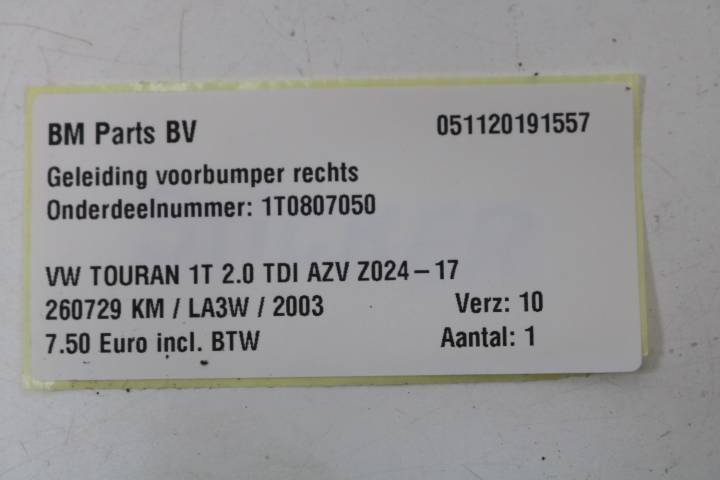 BM Parts BV 051120191557
Geleiding voorbumper rechts
Onderdeelnummer: 1T0807050
VW TOURAN 1T 2.0 TDI AZV Z024-17
260729 KM / LA3W / 2003 Verz: 10
7.50 Euro incl. BTW Aantal: 1